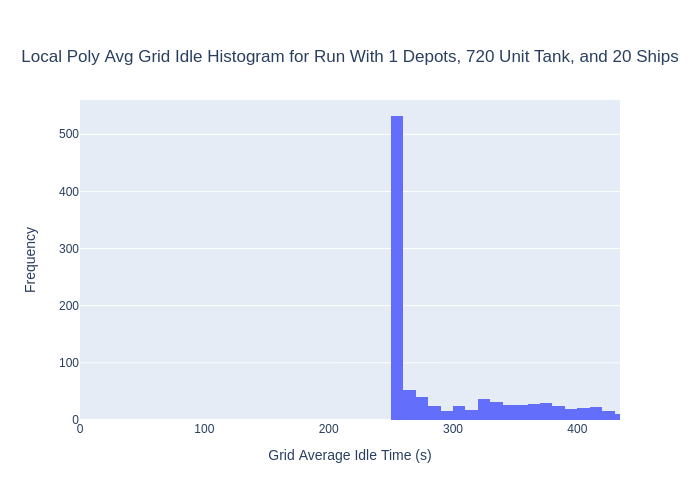 Local Poly Avg Grid Idle Histogram for Run With 1 Depots, 720 Unit Tank, and 20 Ships
500
400
300
200
100
0
Frequency
0 100 200 300 400
Grid Average Idle Time (s)